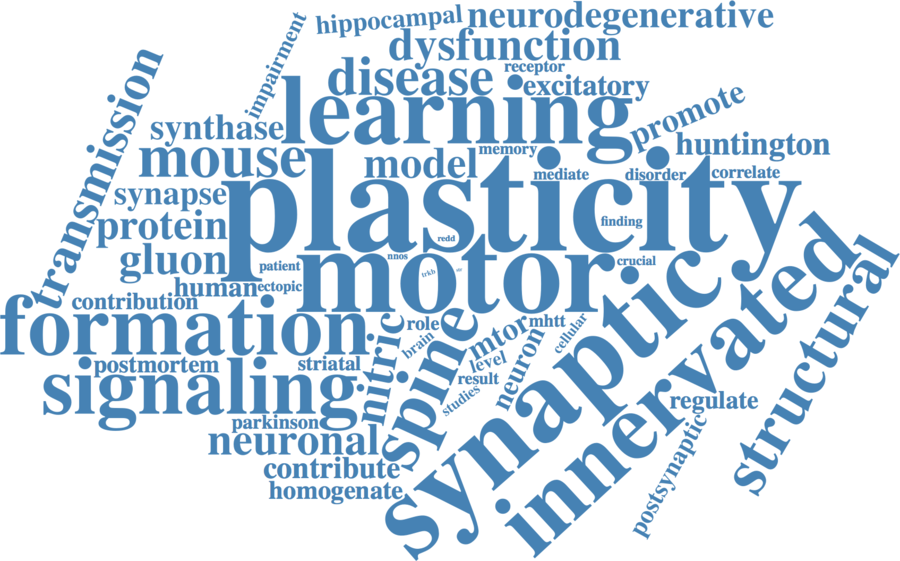 hippocampal
neurodegenerative
impairment
dysfunction
transmission
disease
receptor
excitatory
learning
promote
synthase
mouse
model
memory
huntington
mediate
disorder
correlate
synapse
plasticity
protein
finding
redd
gluon
patient
motor
nnos
trkb
crucial
human
ectopic
contribution
formation
nitric
role
brain
spine
mtor
mhtt
cellular
synaptic
innervated
structural
postmortem
striatal
level
signaling
result
neuron
studies
regulate
parkinson
neuronal
postsynaptic
contribute
homogenate